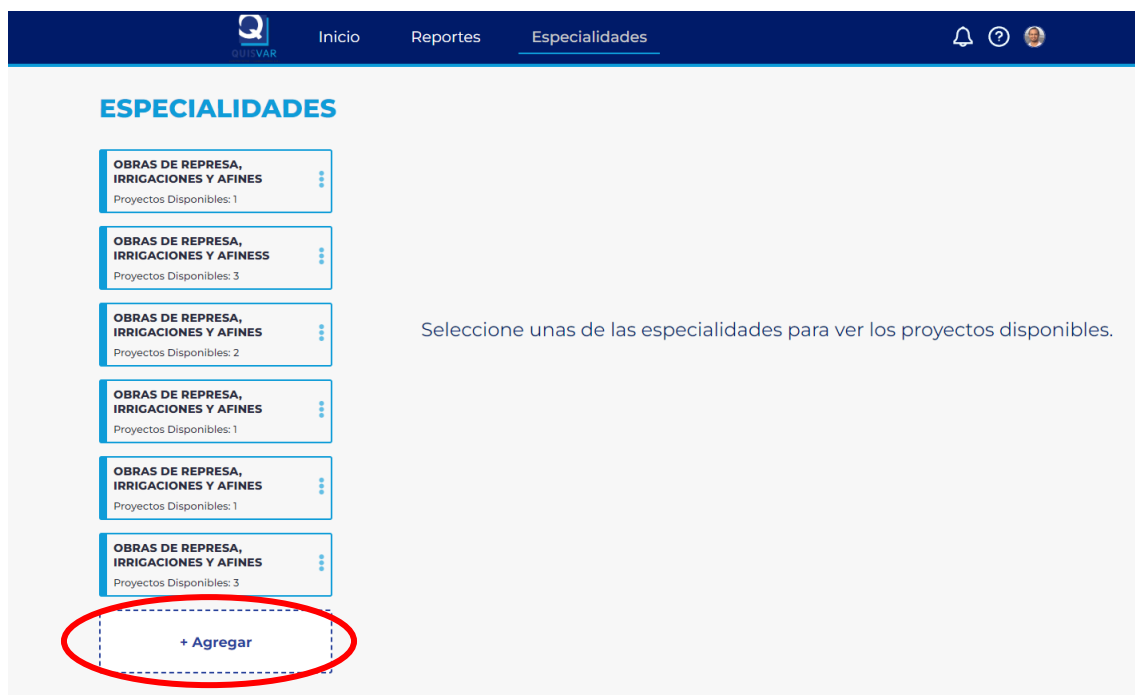 QUISVAR
Inicio Reportes Especialidades
ESPECIALIDADES
OBRAS DE REPRESA,
IRRIGACIONES Y AFINES
Proyectos Disponibles: 1
OBRAS DE REPRESA,
IRRIGACIONES Y AFINESS
Proyectos Disponibles: 3
OBRAS DE REPRESA,
IRRIGACIONES Y AFINES
Proyectos Disponibles: 2
OBRAS DE REPRESA,
IRRIGACIONES Y AFINES
Proyectos Disponibles: 1
OBRAS DE REPRESA,
IRRIGACIONES Y AFINES
Proyectos Disponibles: 1
OBRAS DE REPRESA,
IRRIGACIONES Y AFINES
Proyectos Disponibles: 3
+ Agregar
Seleccione unas de las especialidades para ver los proyectos disponibles.